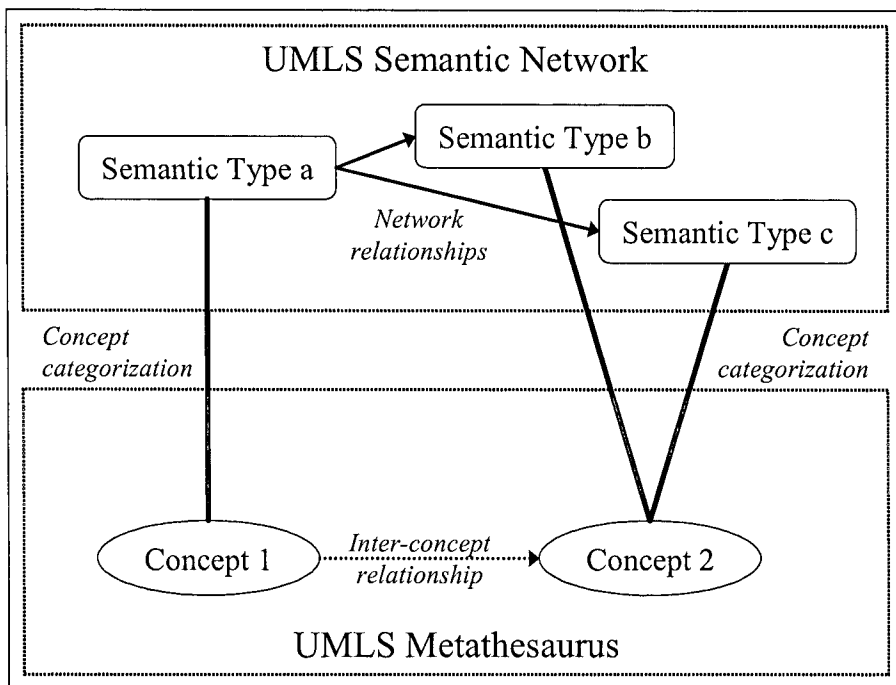 UMLS Semantic Network
Semantic Type a
Semantic Type b
Network
relationships
Semantic Type c
Concept
categorization
Concept
categorization
Concept 1
Inter-concept
relationship
Concept 2
UMLS Metathesaurus